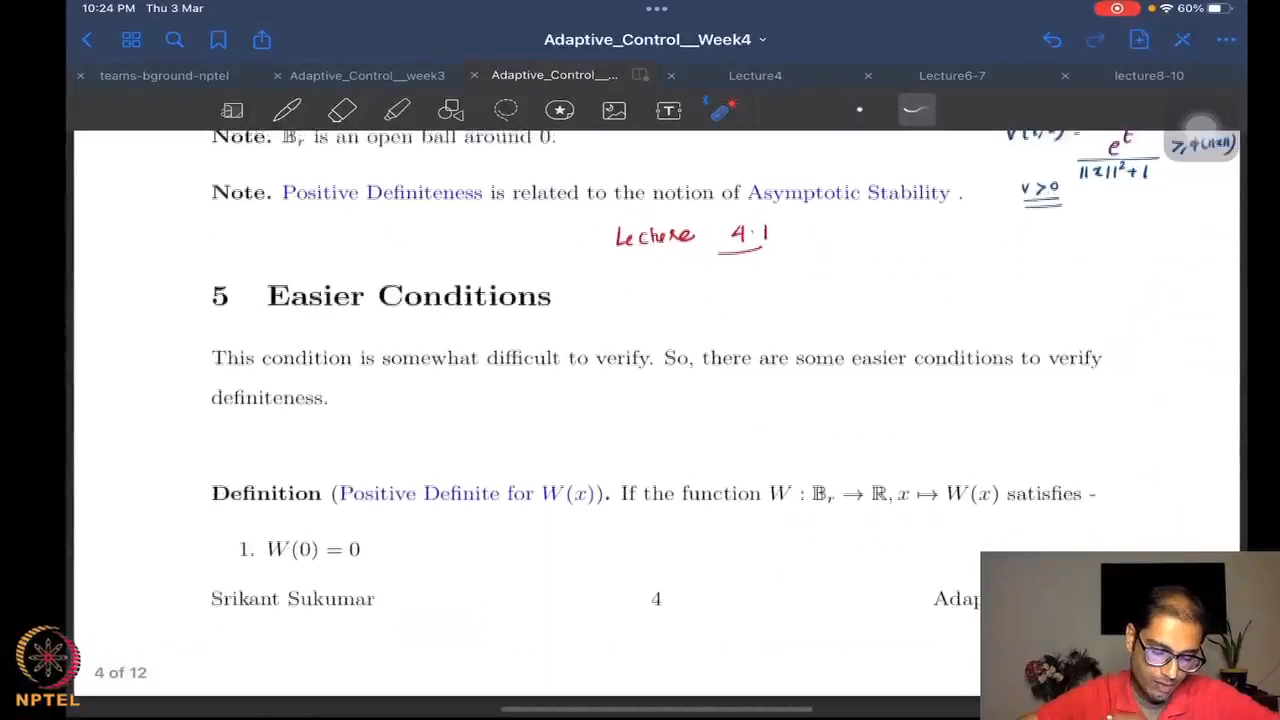 10:24 PM Thu 3 Mar
60%
Adaptive_Control__Week4
teams-bground-nptel
Adaptive_Control__week3
Adaptive_Control__...
Lecture4
Lecture6-7
lecture8-10
Note. 𝔹r is an open ball around 0.
e^t
||x||²+1
V > 0
Note. Positive Definiteness is related to the notion of Asymptotic Stability .
Lecture 4.1
5 Easier Conditions
This condition is somewhat difficult to verify. So, there are some easier conditions to verify
definiteness.
Definition (Positive Definite for W(x)). If the function W : 𝔹r → ℝ, x ↦ W(x) satisfies -
1. W(0) = 0
Srikant Sukumar
4
4 of 12
NPTEL